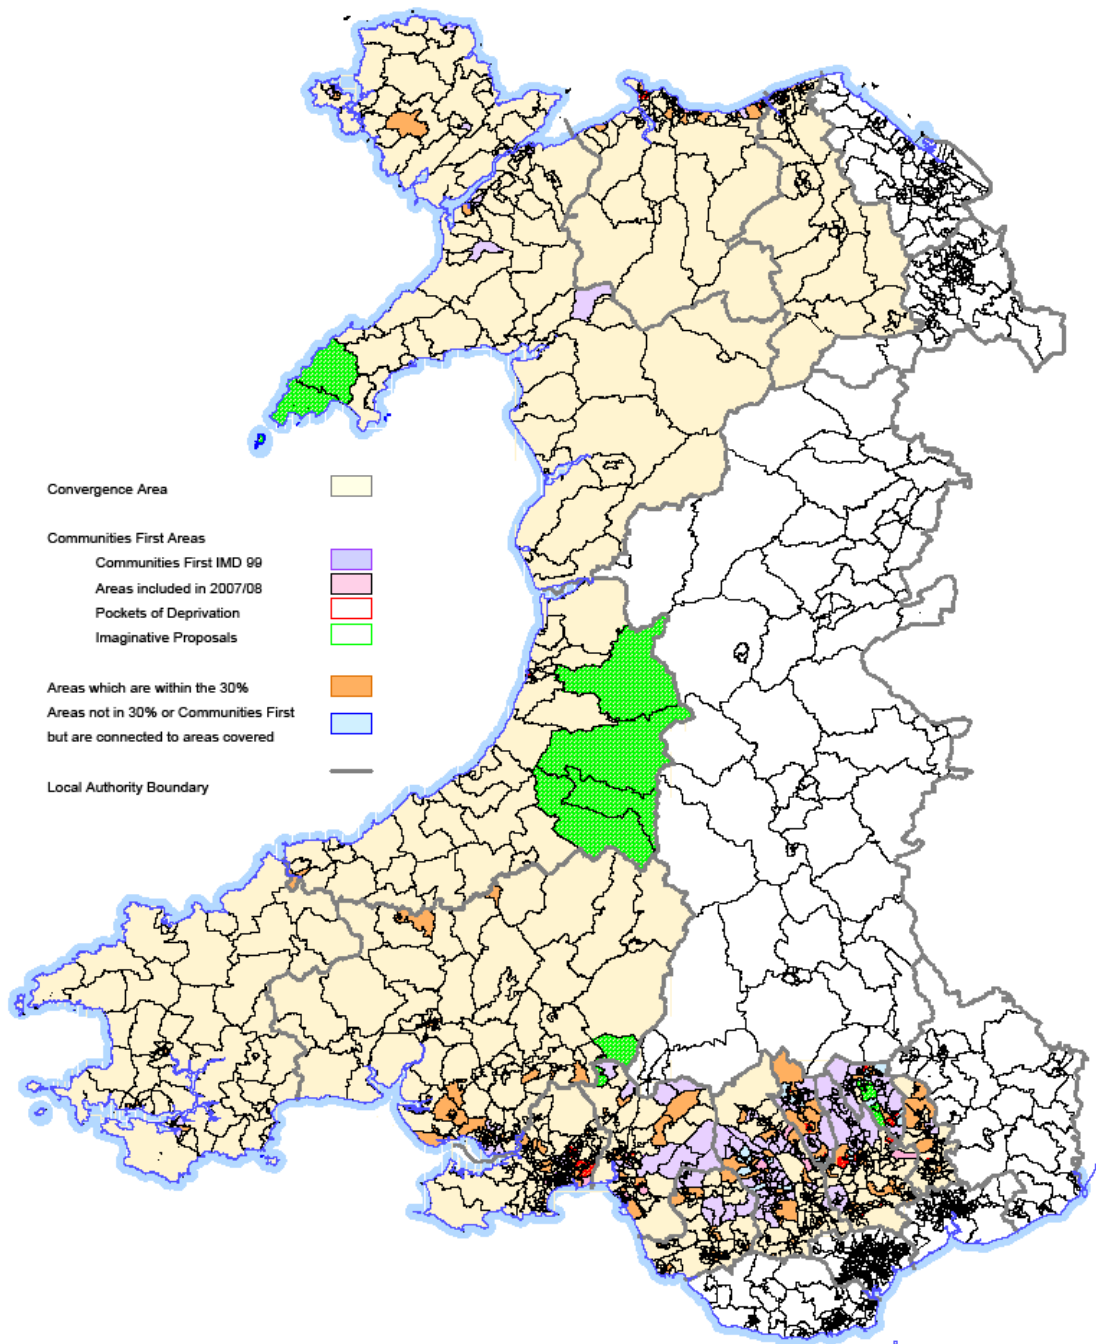 Convergence Area
Communities First Areas
Communities First IMD 99
Areas included in 2007/08
Pockets of Deprivation
Imaginative Proposals
Areas which are within the 30%
Areas not in 30% or Communities First
but are connected to areas covered
Local Authority Boundary